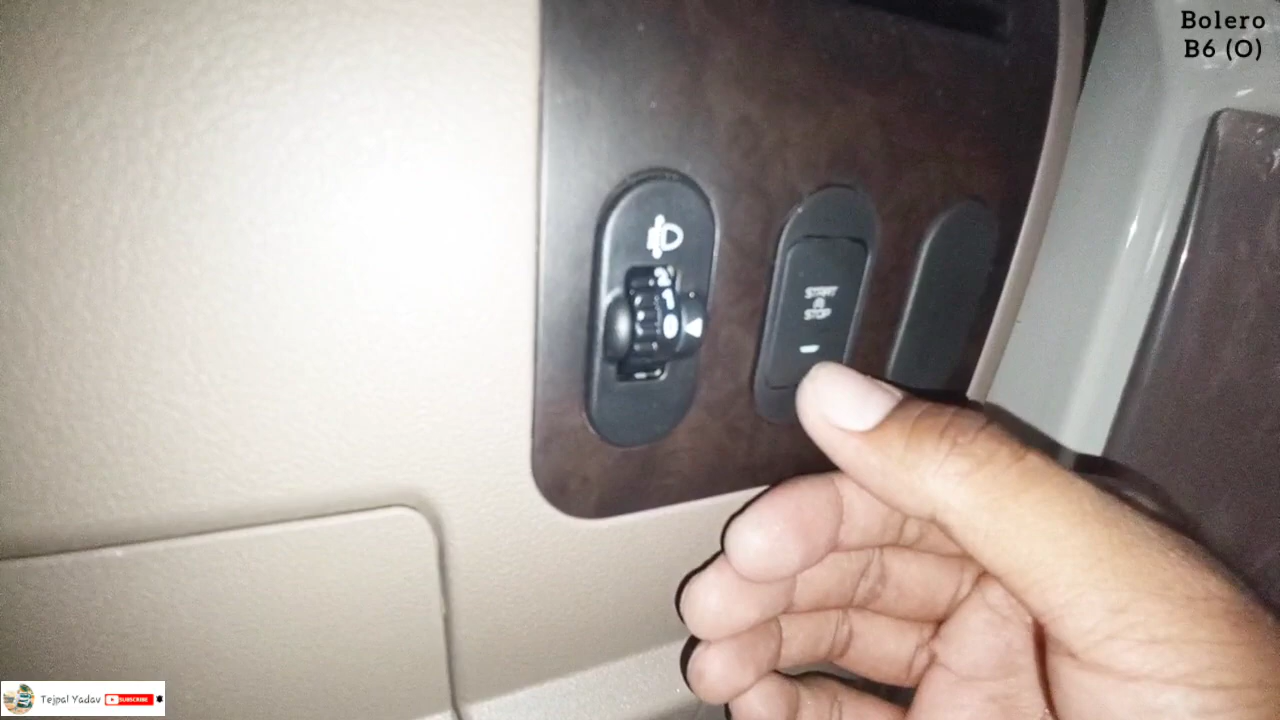 Bolero
B6 (O)
START
STOP
Tejpal Yadav
SUBSCRIBE